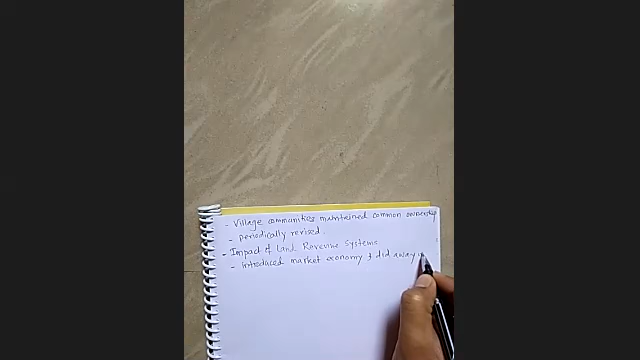 - Village communities maintained common ownership
- periodically revised.
- Impact of Land Revenue Systems
- introduced market economy & did away